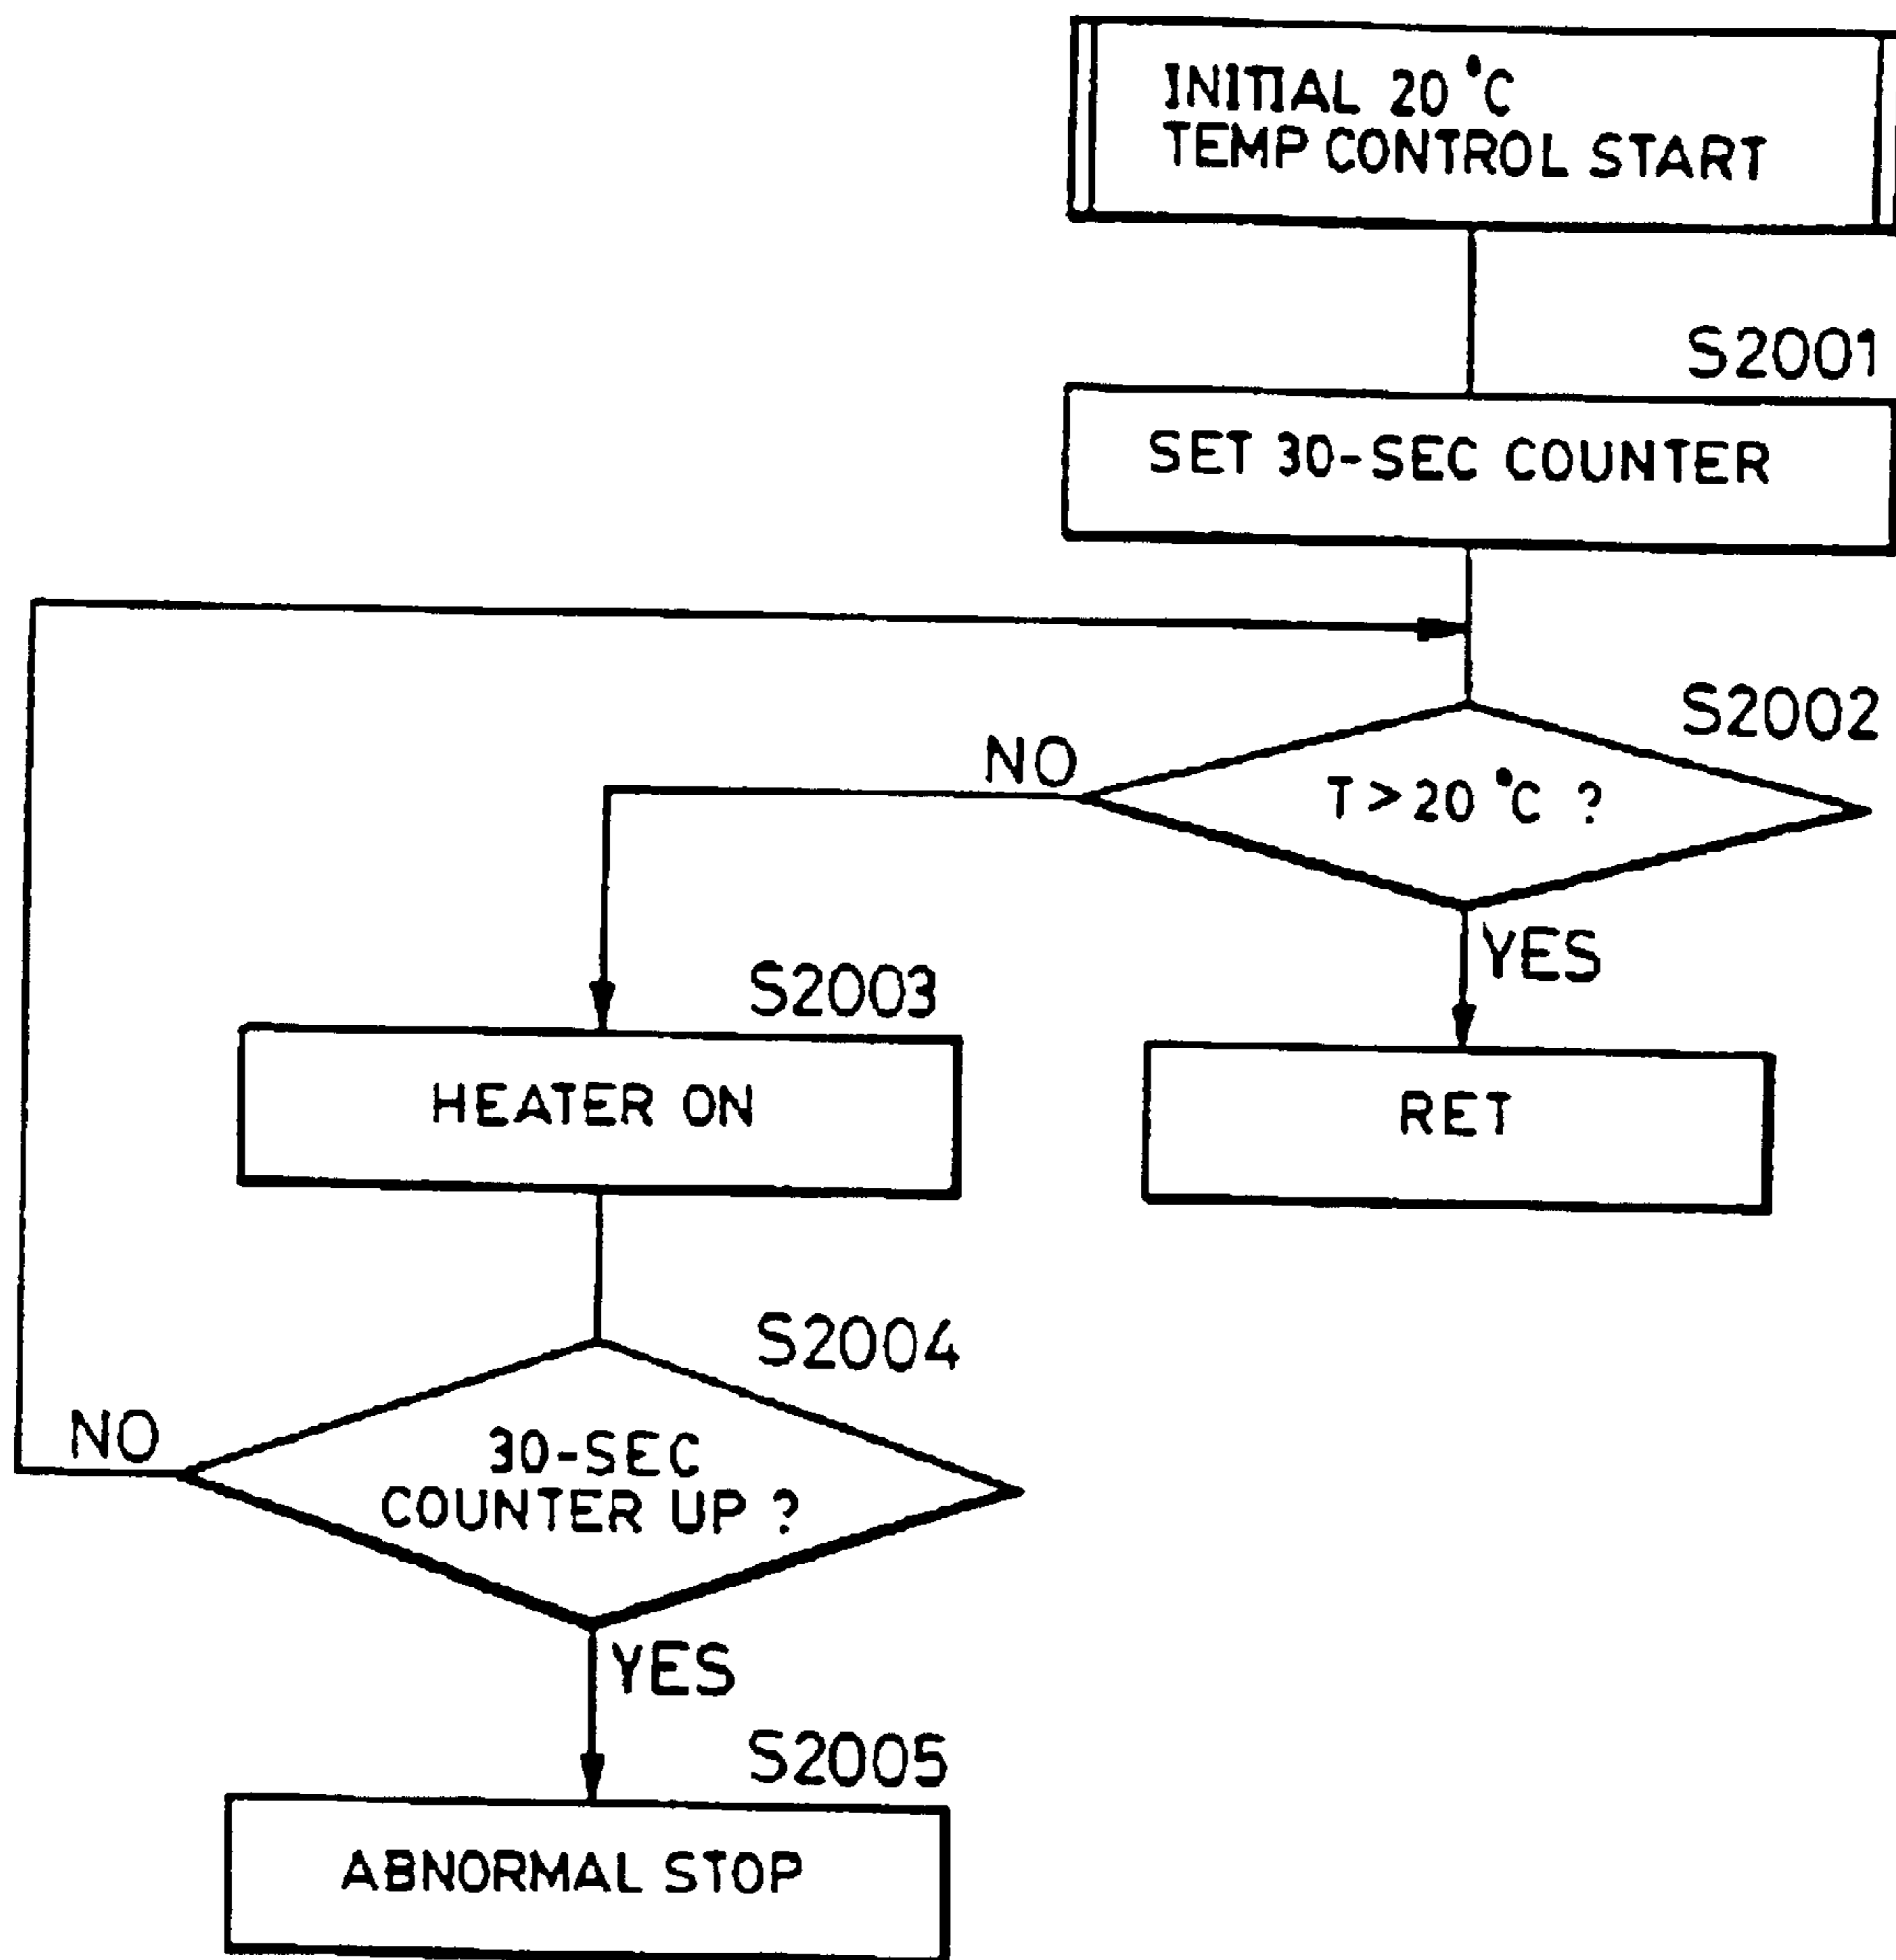 INITIAL 20°C
TEMP CONTROL START
S2001
SET 30-SEC COUNTER
S2002
NO
T>20°C ?
YES
S2003
HEATER ON
RET
S2004
NO
30-SEC
COUNTER UP ?
YES
S2005
ABNORMAL STOP